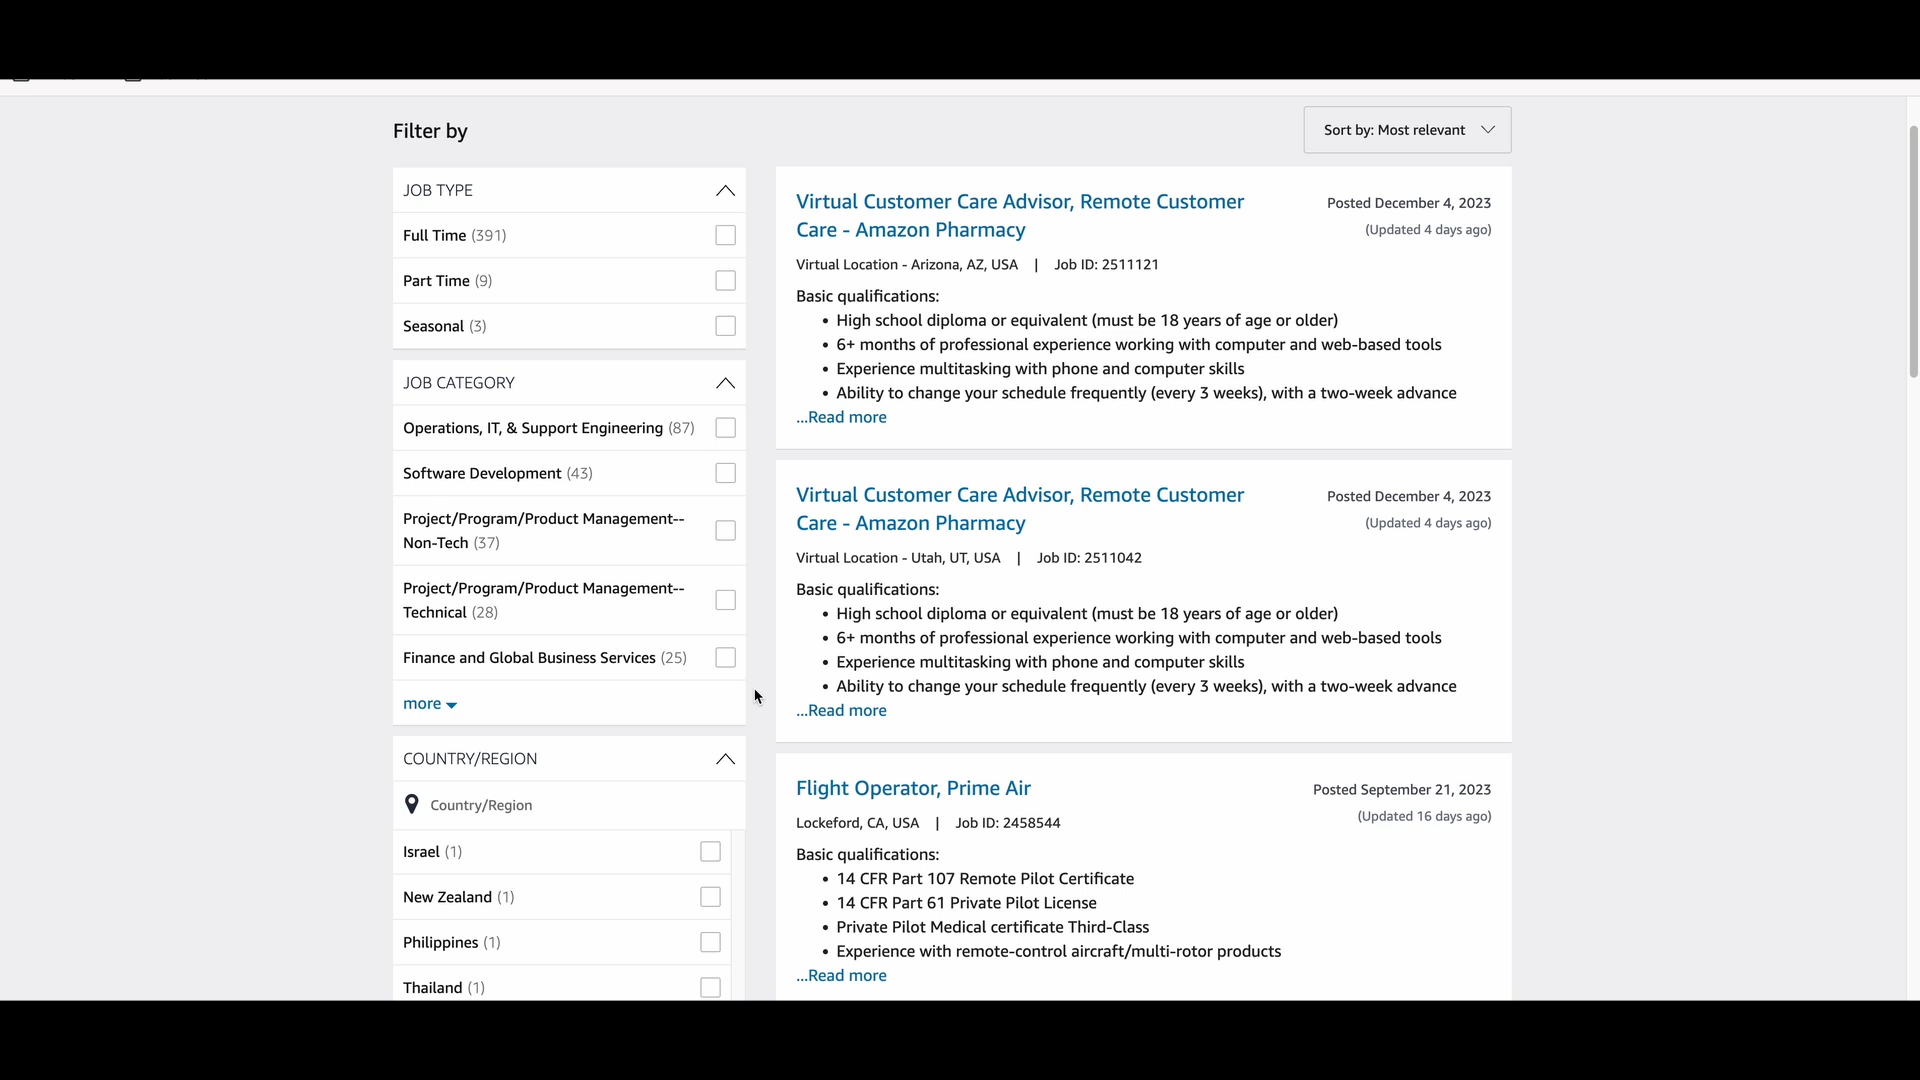 Filter by
Sort by: Most relevant
JOB TYPE
Full Time (391)
Part Time (9)
Seasonal (3)
JOB CATEGORY
Operations, IT, & Support Engineering (87)
Software Development (43)
Project/Program/Product Management--
Non-Tech (37)
Project/Program/Product Management--
Technical (28)
Finance and Global Business Services (25)
more
COUNTRY/REGION
Country/Region
Israel (1)
New Zealand (1)
Philippines (1)
Thailand (1)
Virtual Customer Care Advisor, Remote Customer
Care - Amazon Pharmacy
Posted December 4, 2023
(Updated 4 days ago)
Virtual Location - Arizona, AZ, USA | Job ID: 2511121
Basic qualifications:
• High school diploma or equivalent (must be 18 years of age or older)
• 6+ months of professional experience working with computer and web-based tools
• Experience multitasking with phone and computer skills
• Ability to change your schedule frequently (every 3 weeks), with a two-week advance
...Read more
Virtual Customer Care Advisor, Remote Customer
Care - Amazon Pharmacy
Posted December 4, 2023
(Updated 4 days ago)
Virtual Location - Utah, UT, USA | Job ID: 2511042
Basic qualifications:
• High school diploma or equivalent (must be 18 years of age or older)
• 6+ months of professional experience working with computer and web-based tools
• Experience multitasking with phone and computer skills
• Ability to change your schedule frequently (every 3 weeks), with a two-week advance
...Read more
Flight Operator, Prime Air
Posted September 21, 2023
(Updated 16 days ago)
Lockeford, CA, USA | Job ID: 2458544
Basic qualifications:
• 14 CFR Part 107 Remote Pilot Certificate
• 14 CFR Part 61 Private Pilot License
• Private Pilot Medical certificate Third-Class
• Experience with remote-control aircraft/multi-rotor products
...Read more